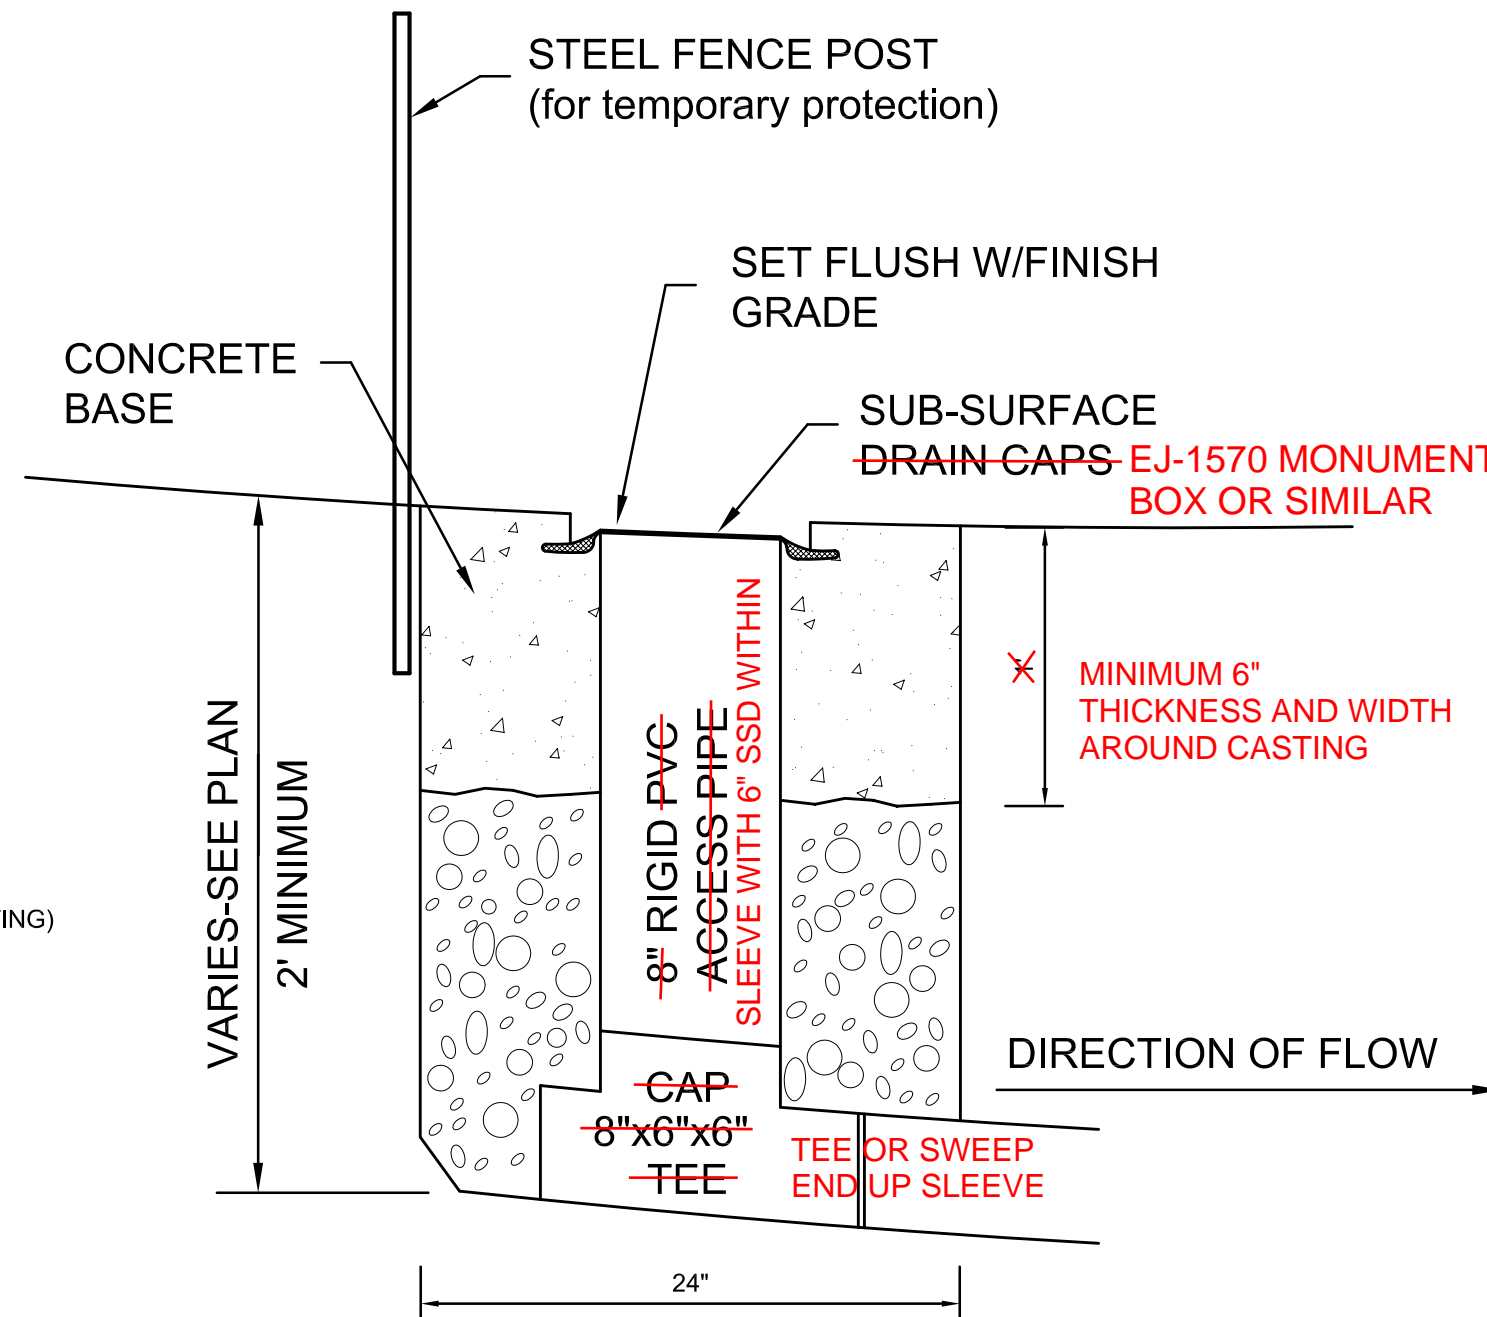 STEEL FENCE POST
(for temporary protection)
SET FLUSH W/FINISH
GRADE
CONCRETE
BASE
SUB-SURFACE
DRAIN CAPS EJ-1570 MONUMENT
BOX OR SIMILAR
MINIMUM 6"
THICKNESS AND WIDTH
AROUND CASTING
VARIES-SEE PLAN
2' MINIMUM
8" RIGID PVC
ACCESS PIPE
SLEEVE WITH 6" SSD WITHIN
TING)
DIRECTION OF FLOW
CAP
8"x6"x6"
TEE
TEE OR SWEEP
END UP SLEEVE
24"